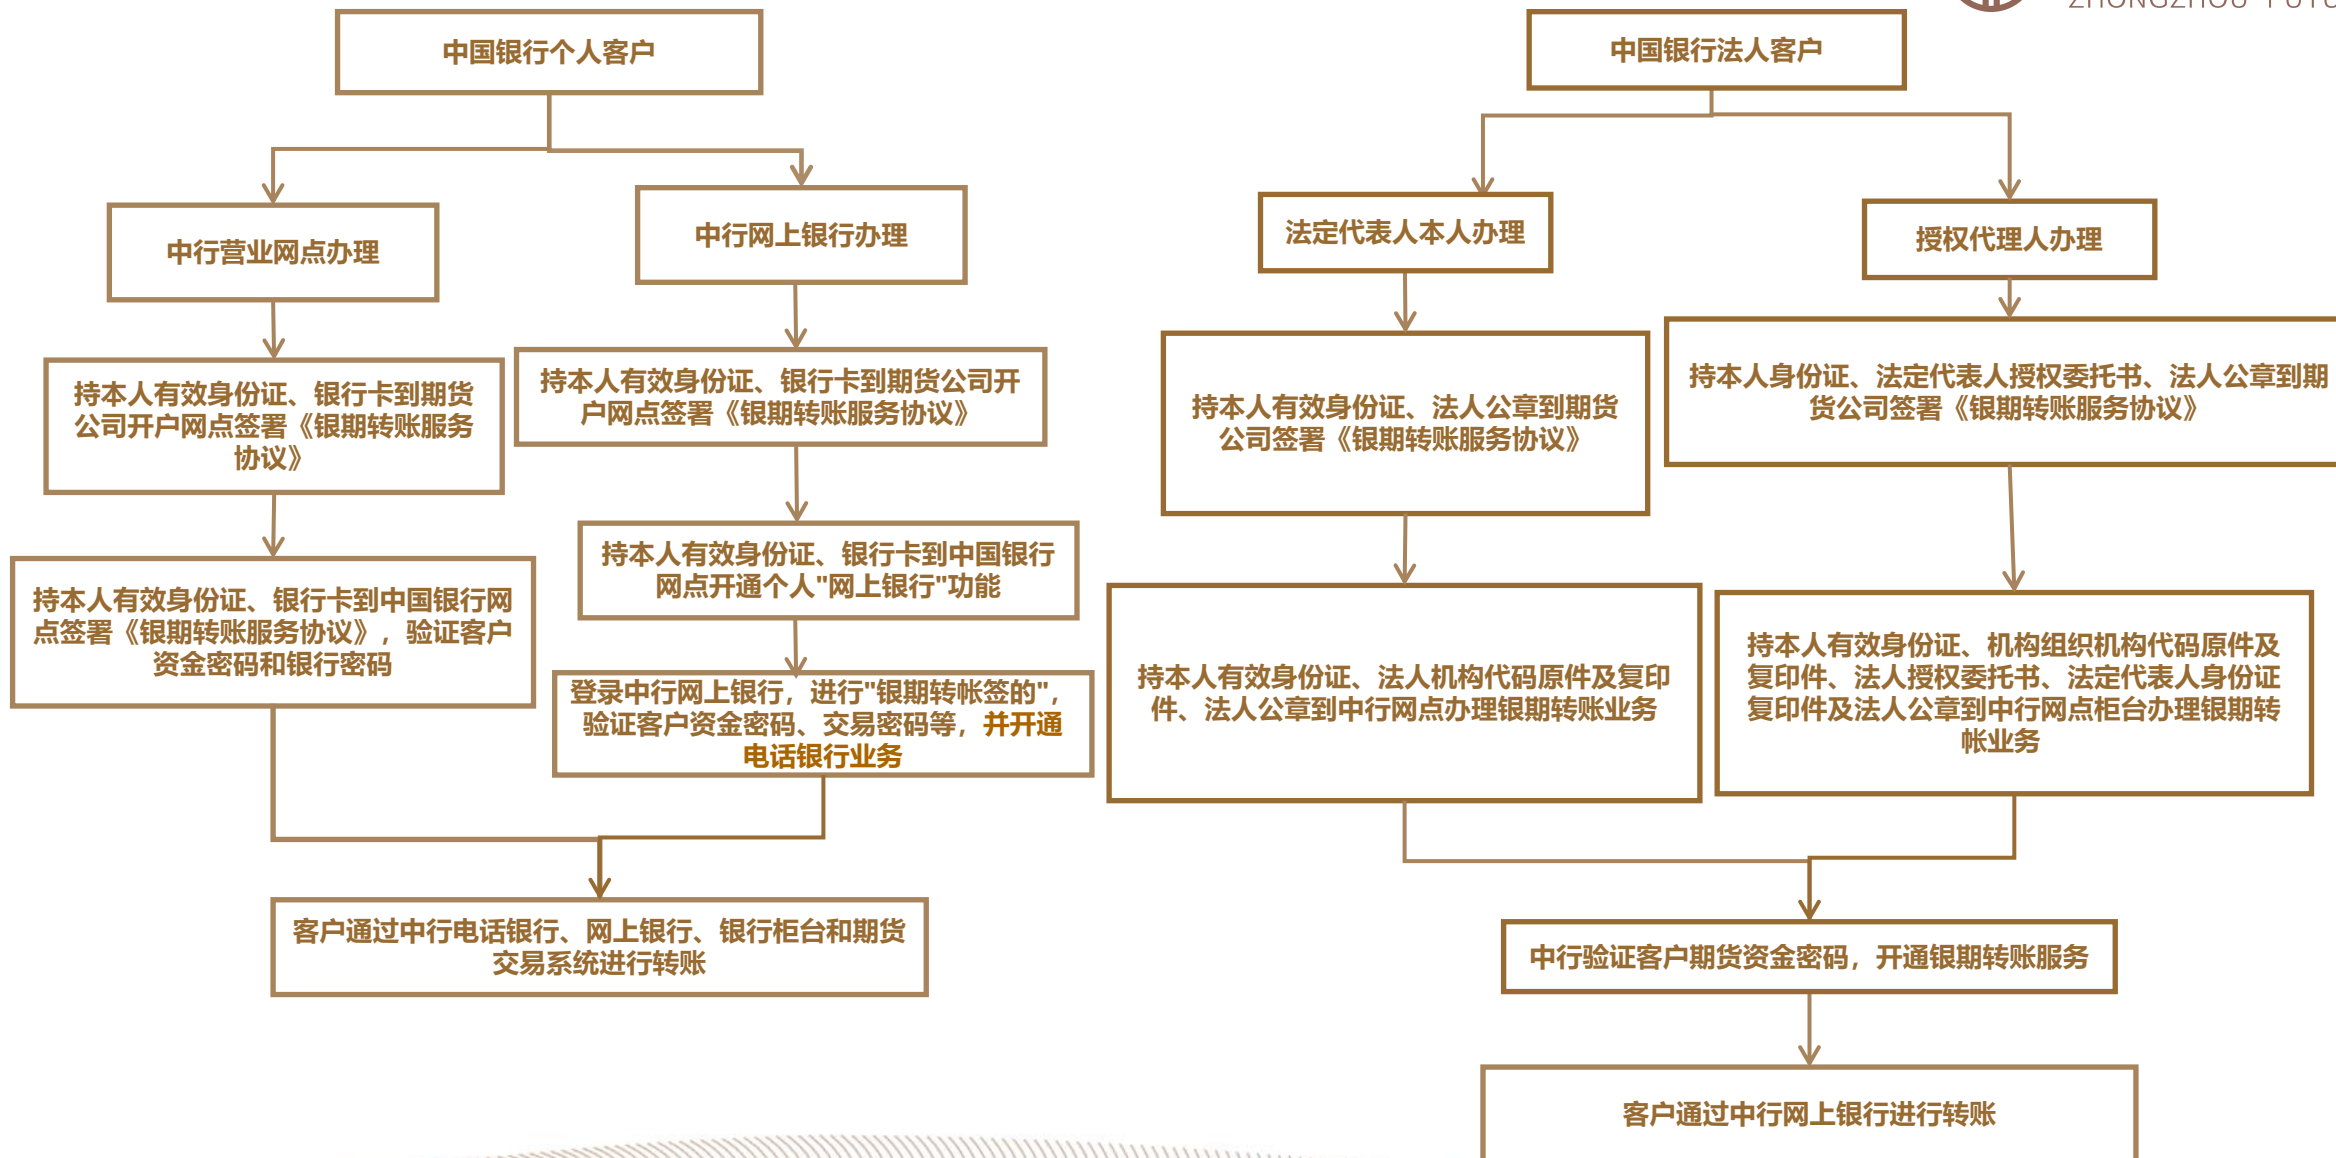 ZHONGZHOU FUTU
中国银行个人客户
中行营业网点办理
中行网上银行办理
持本人有效身份证、银行卡到期货
公司开户网点签署《银期转账服务
协议》
持本人有效身份证、银行卡到期货公司开
户网点签署《银期转账服务协议》
持本人有效身份证、银行卡到中国银行网
点签署《银期转账服务协议》，验证客户
资金密码和银行密码
持本人有效身份证、银行卡到中国银行
网点开通个人"网上银行"功能
登录中行网上银行，进行"银期转帐签的"，
验证客户资金密码、交易密码等，并开通
电话银行业务
客户通过中行电话银行、网上银行、银行柜台和期货
交易系统进行转账
中国银行法人客户
法定代表人本人办理
授权代理人办理
持本人有效身份证、法人公章到期货
公司签署《银期转账服务协议》
持本人身份证、法定代表人授权委托书、法人公章到期
货公司签署《银期转账服务协议》
持本人有效身份证、法人机构代码原件及复印
件、法人公章到中行网点办理银期转账业务
持本人有效身份证、机构组织机构代码原件及
复印件、法人授权委托书、法定代表人身份证
复印件及法人公章到中行网点柜台办理银期转
帐业务
中行验证客户期货资金密码，开通银期转账服务
客户通过中行网上银行进行转账